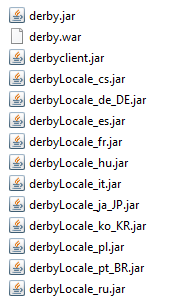 derby.jar
derby.war
derbyclient.jar
derbyLocale_cs.jar
derbyLocale_de_DE.jar
derbyLocale_es.jar
derbyLocale_fr.jar
derbyLocale_hu.jar
derbyLocale_it.jar
derbyLocale_ja_JP.jar
derbyLocale_ko_KR.jar
derbyLocale_pl.jar
derbyLocale_pt_BR.jar
derbyLocale_ru.jar